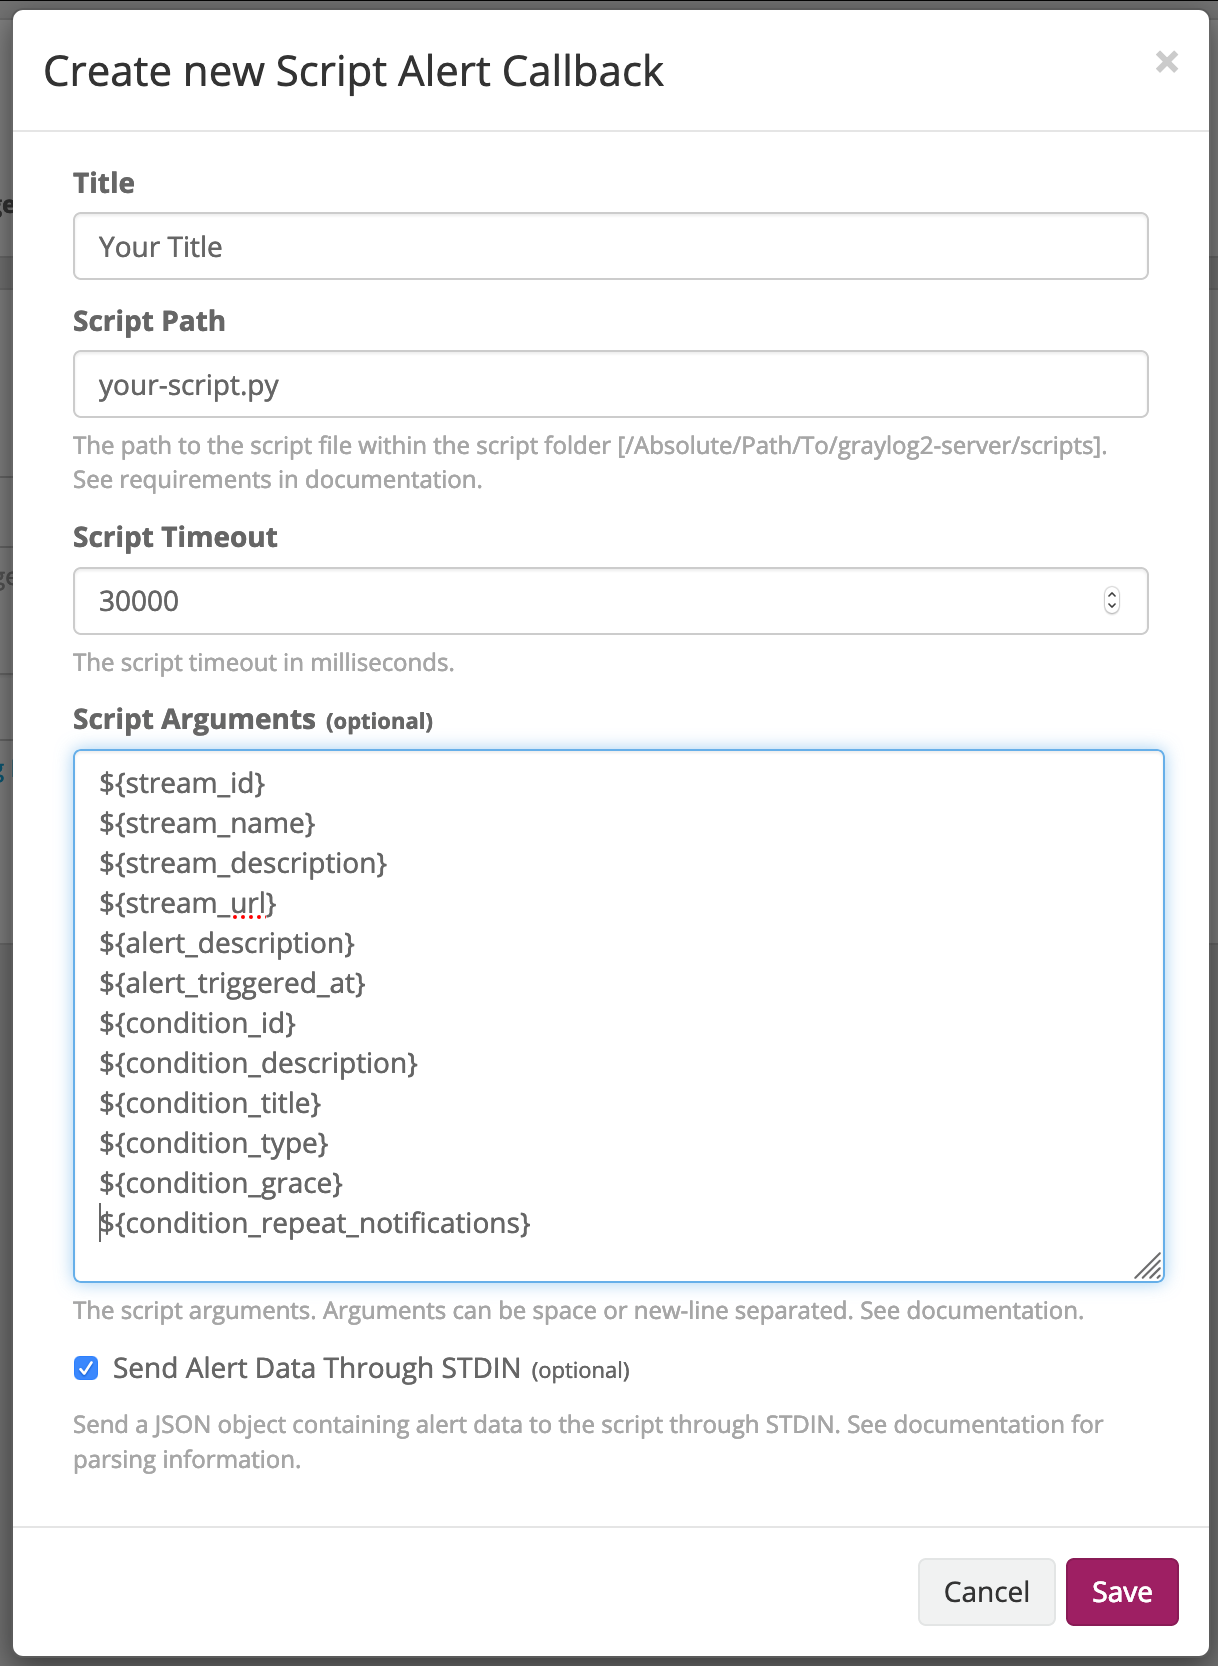 Create new Script Alert Callback
×
Title
Your Title
Script Path
your-script.py
The path to the script file within the script folder [/Absolute/Path/To/graylog2-server/scripts].
See requirements in documentation.
Script Timeout
30000
The script timeout in milliseconds.
Script Arguments (optional)
${stream_id}
${stream_name}
${stream_description}
${stream_url}
${alert_description}
${alert_triggered_at}
${condition_id}
${condition_description}
${condition_title}
${condition_type}
${condition_grace}
${condition_repeat_notifications}
The script arguments. Arguments can be space or new-line separated. See documentation.
Send Alert Data Through STDIN (optional)
Send a JSON object containing alert data to the script through STDIN. See documentation for
parsing information.
Cancel
Save